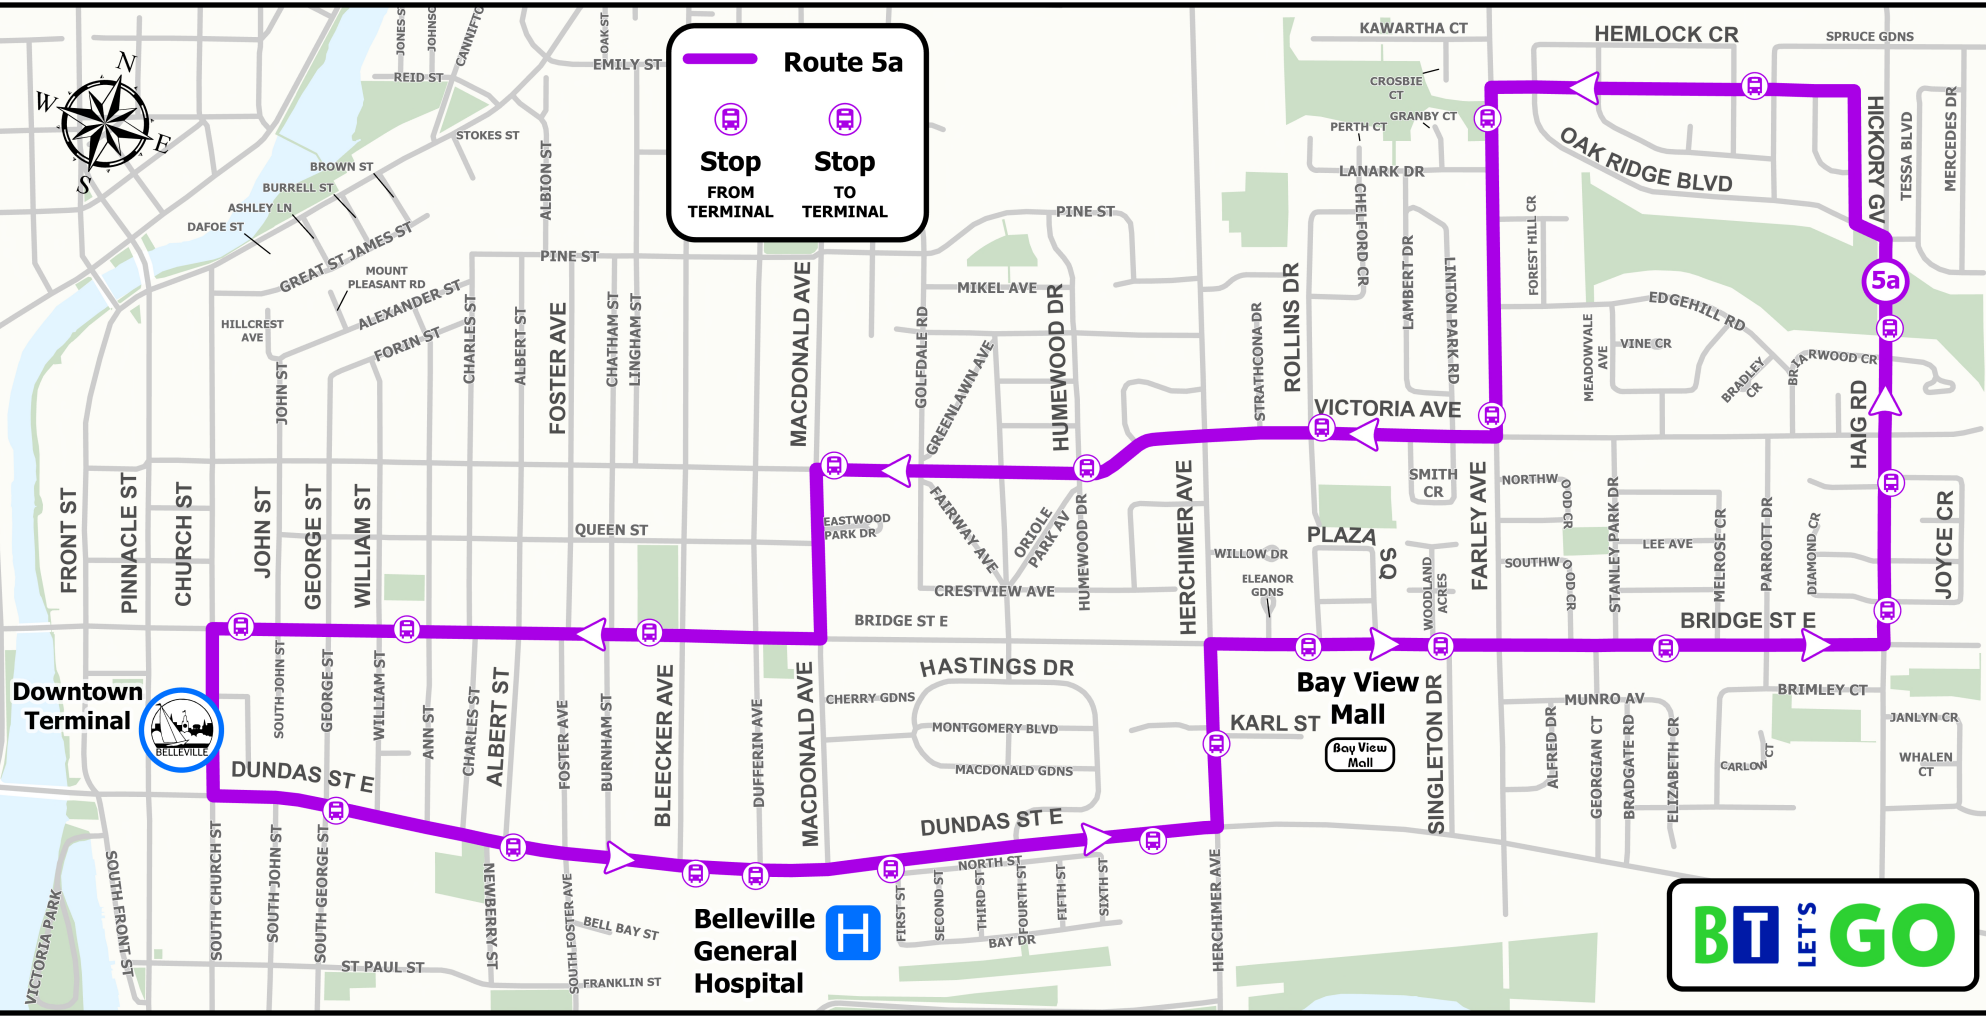 Route 5a
Stop
FROM
TERMINAL
Stop
TO
TERMINAL
N
W
E
S
JONES S
JOHNSO
CANNIFTO
OAK ST
EMILY ST
REID ST
STOKES ST
BROWN ST
BURRELL ST
ASHLEY LN
DAFOE ST
ALBION ST
GREAT ST JAMES ST
MOUNT
PLEASANT RD
PINE ST
PINE ST
ALEXANDER ST
HILLCREST
AVE
FORIN ST
JOHN ST
CHARLES ST
ALBERT ST
FOSTER AVE
CHATHAM ST
LINGHAM ST
MACDONALD AVE
GOLFDALE RD
MIKEL AVE
GREENLAWN AVE
HUMEWOOD DR
KAWARTHA CT
CROSBIE
CT
GRANBY CT
PERTH CT
LANARK DR
CHELFORD CR
LAMBERT DR
LINTON PARK RD
STRATHCONA DR
ROLLINS DR
VICTORIA AVE
HEMLOCK CR
SPRUCE GDNS
OAK RIDGE BLVD
HICKORY GV
TESSA BLVD
MERCEDES DR
FOREST HILL CR
5a
EDGEHILL RD
MEADOWVALE
AVE
VINE CR
BRADLEY
CR
BRIARWOOD CR
HAIG RD
FRONT ST
PINNACLE ST
CHURCH ST
JOHN ST
GEORGE ST
WILLIAM ST
QUEEN ST
EASTWOOD
PARK DR
FAIRWAY AVE
ORIOLE
PARK AV
HUMEWOOD DR
CRESTVIEW AVE
HERCHIMER AVE
SMITH
CR
FARLEY AVE
PLAZA
SQ
WILLOW DR
ELEANOR
GDNS
WOODLAND
ACRES
NORTHWOOD CR
SOUTHWOOD CR
STANLEY PARK DR
LEE AVE
MELROSE CR
PARROTT DR
DIAMOND CR
JOYCE CR
BRIDGE ST E
BRIDGE ST E
Downtown
Terminal
BELLEVILLE
SOUTH JOHN ST
GEORGE ST
WILLIAM ST
ANN ST
CHARLES ST
ALBERT ST
FOSTER AVE
BURNHAM ST
BLEECKER AVE
DUFFERIN AVE
MACDONALD AVE
HASTINGS DR
CHERRY GDNS
MONTGOMERY BLVD
MACDONALD GDNS
KARL ST
Bay View
Mall
Bay View
Mall
SINGLETON DR
MUNRO AV
ALFRED DR
GEORGIAN CT
BRADGATE RD
ELIZABETH CR
BRIMLEY CT
CARLOW CT
JANLYN CR
WHALEN
CT
DUNDAS ST E
DUNDAS ST E
NORTH ST
FIRST ST
SECOND ST
THIRD ST
FOURTH ST
FIFTH ST
SIXTH ST
BAY DR
HERCHIMER AVE
VICTORIA PARK
SOUTH FRONT ST
SOUTH CHURCH ST
SOUTH JOHN ST
SOUTH GEORGE ST
ST PAUL ST
NEWBERRY ST
SOUTH FOSTER AVE
BELL BAY ST
FRANKLIN ST
Belleville
General
Hospital
H
BT LET'S GO